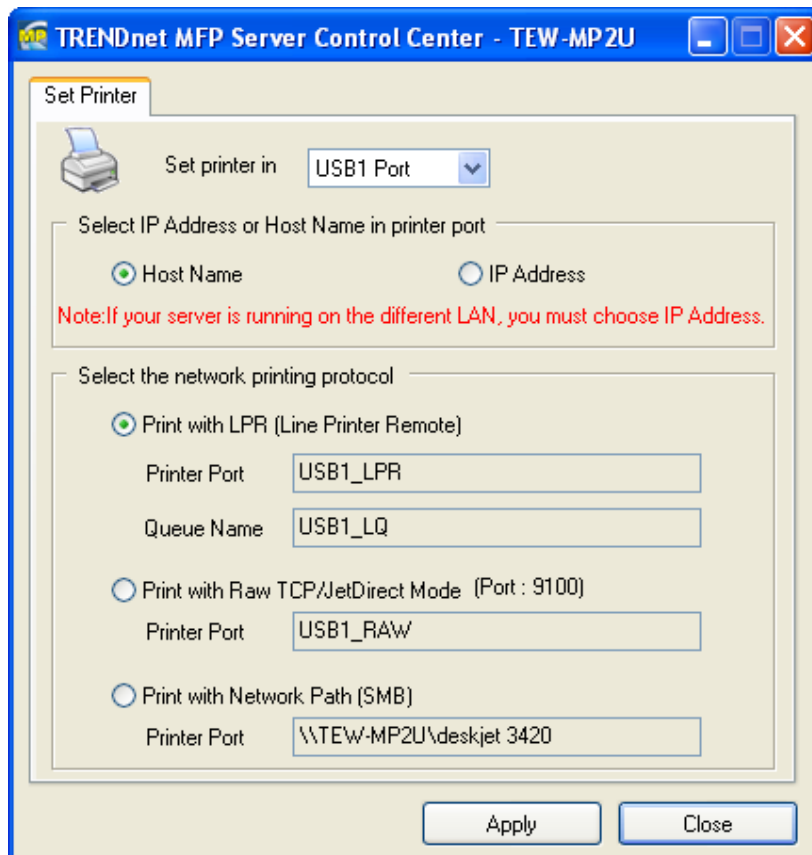 TRENDnet MFP Server Control Center - TEW-MP2U
Set Printer
Set printer in USB1 Port
Select IP Address or Host Name in printer port
Host Name IP Address
Note:If your server is running on the different LAN, you must choose IP Address.
Select the network printing protocol
Print with LPR (Line Printer Remote)
Printer Port USB1_LPR
Queue Name USB1_LQ
Print with Raw TCP/JetDirect Mode (Port : 9100)
Printer Port USB1_RAW
Print with Network Path (SMB)
Printer Port \\TEW-MP2U\deskjet 3420
Apply Close